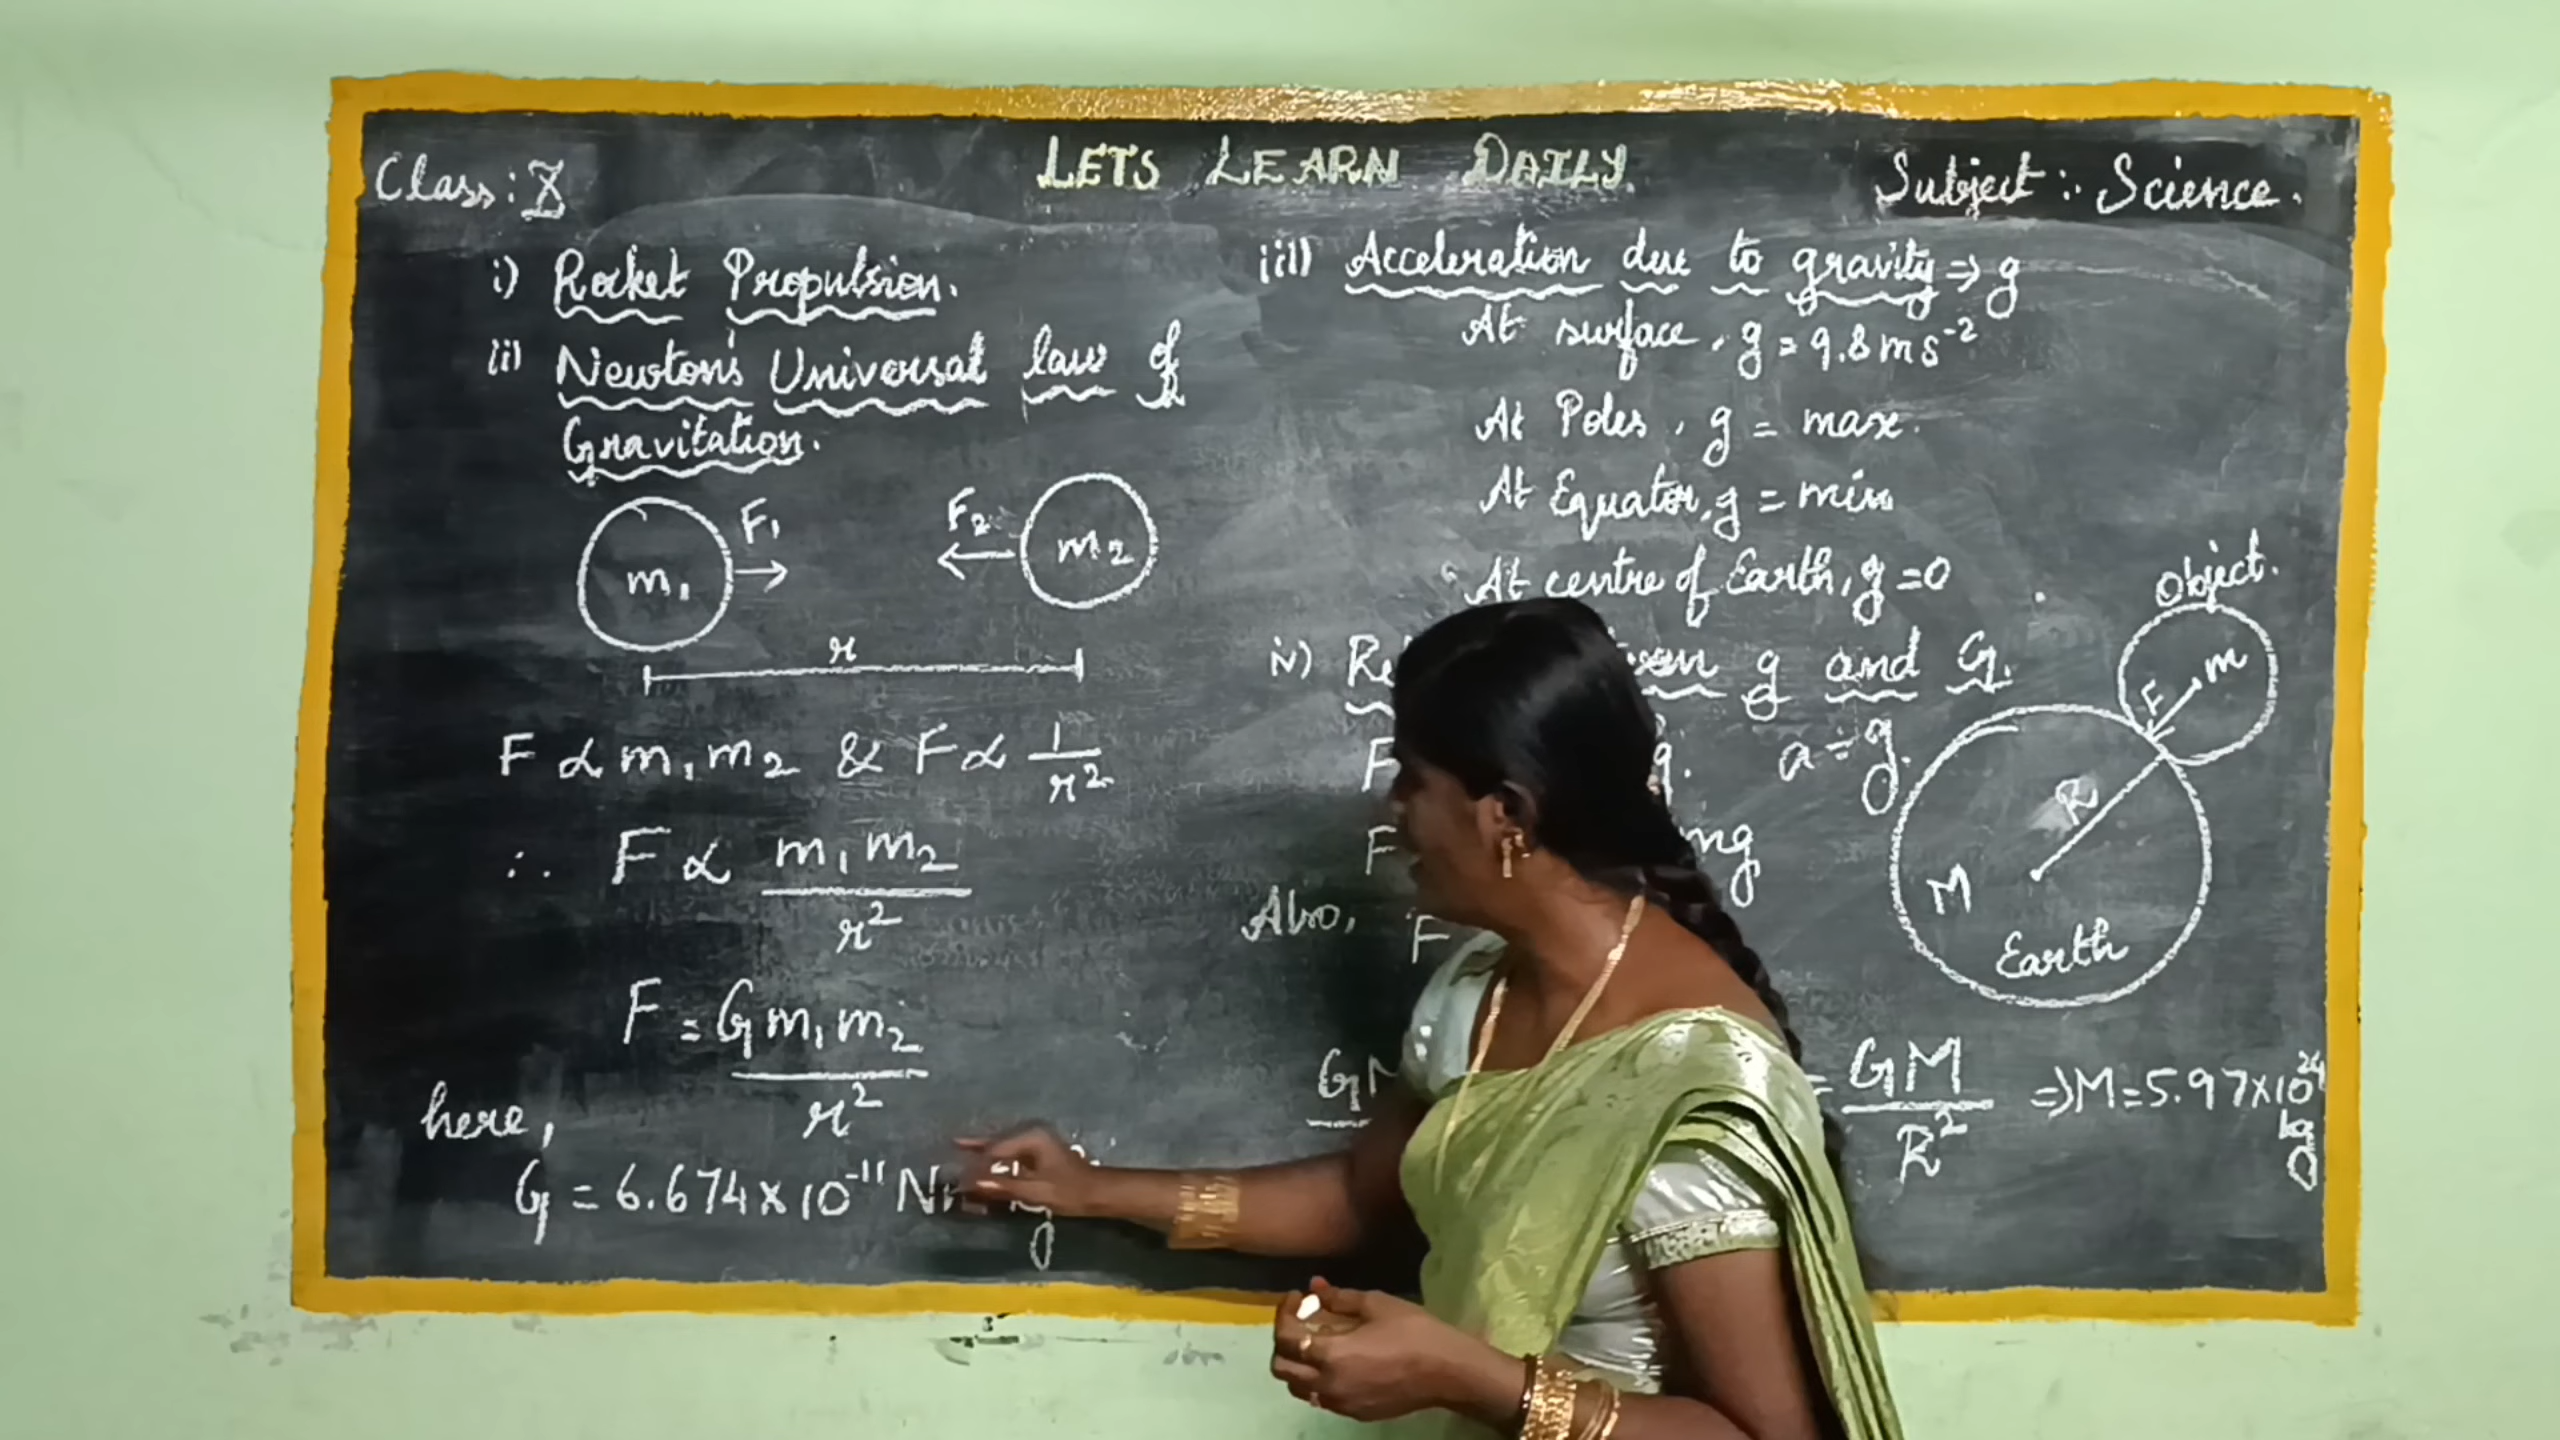 LETS LEARN DAILY
Class: X
Subject:- Science.
i) Rocket Propulsion.
ii) Newton's Universal law of
Gravitation.
m₁
F₁
F₂
m₂
r
F ∝ m₁m₂ & F ∝ 1/r²
∴ F ∝ m₁m₂/r²
F = Gm₁m₂/r²
here,
G = 6.674×10⁻¹¹
iii) Acceleration due to gravity ⇒ g
At surface, g = 9.8ms⁻²
At Poles, g = max.
At Equator, g = min
At centre of Earth, g = 0
iv) g and G.
F a = g.
F mg
Also, F
= GM/R² ⇒ M = 5.97×10²⁴ kg
Object.
m
F
R
M
Earth